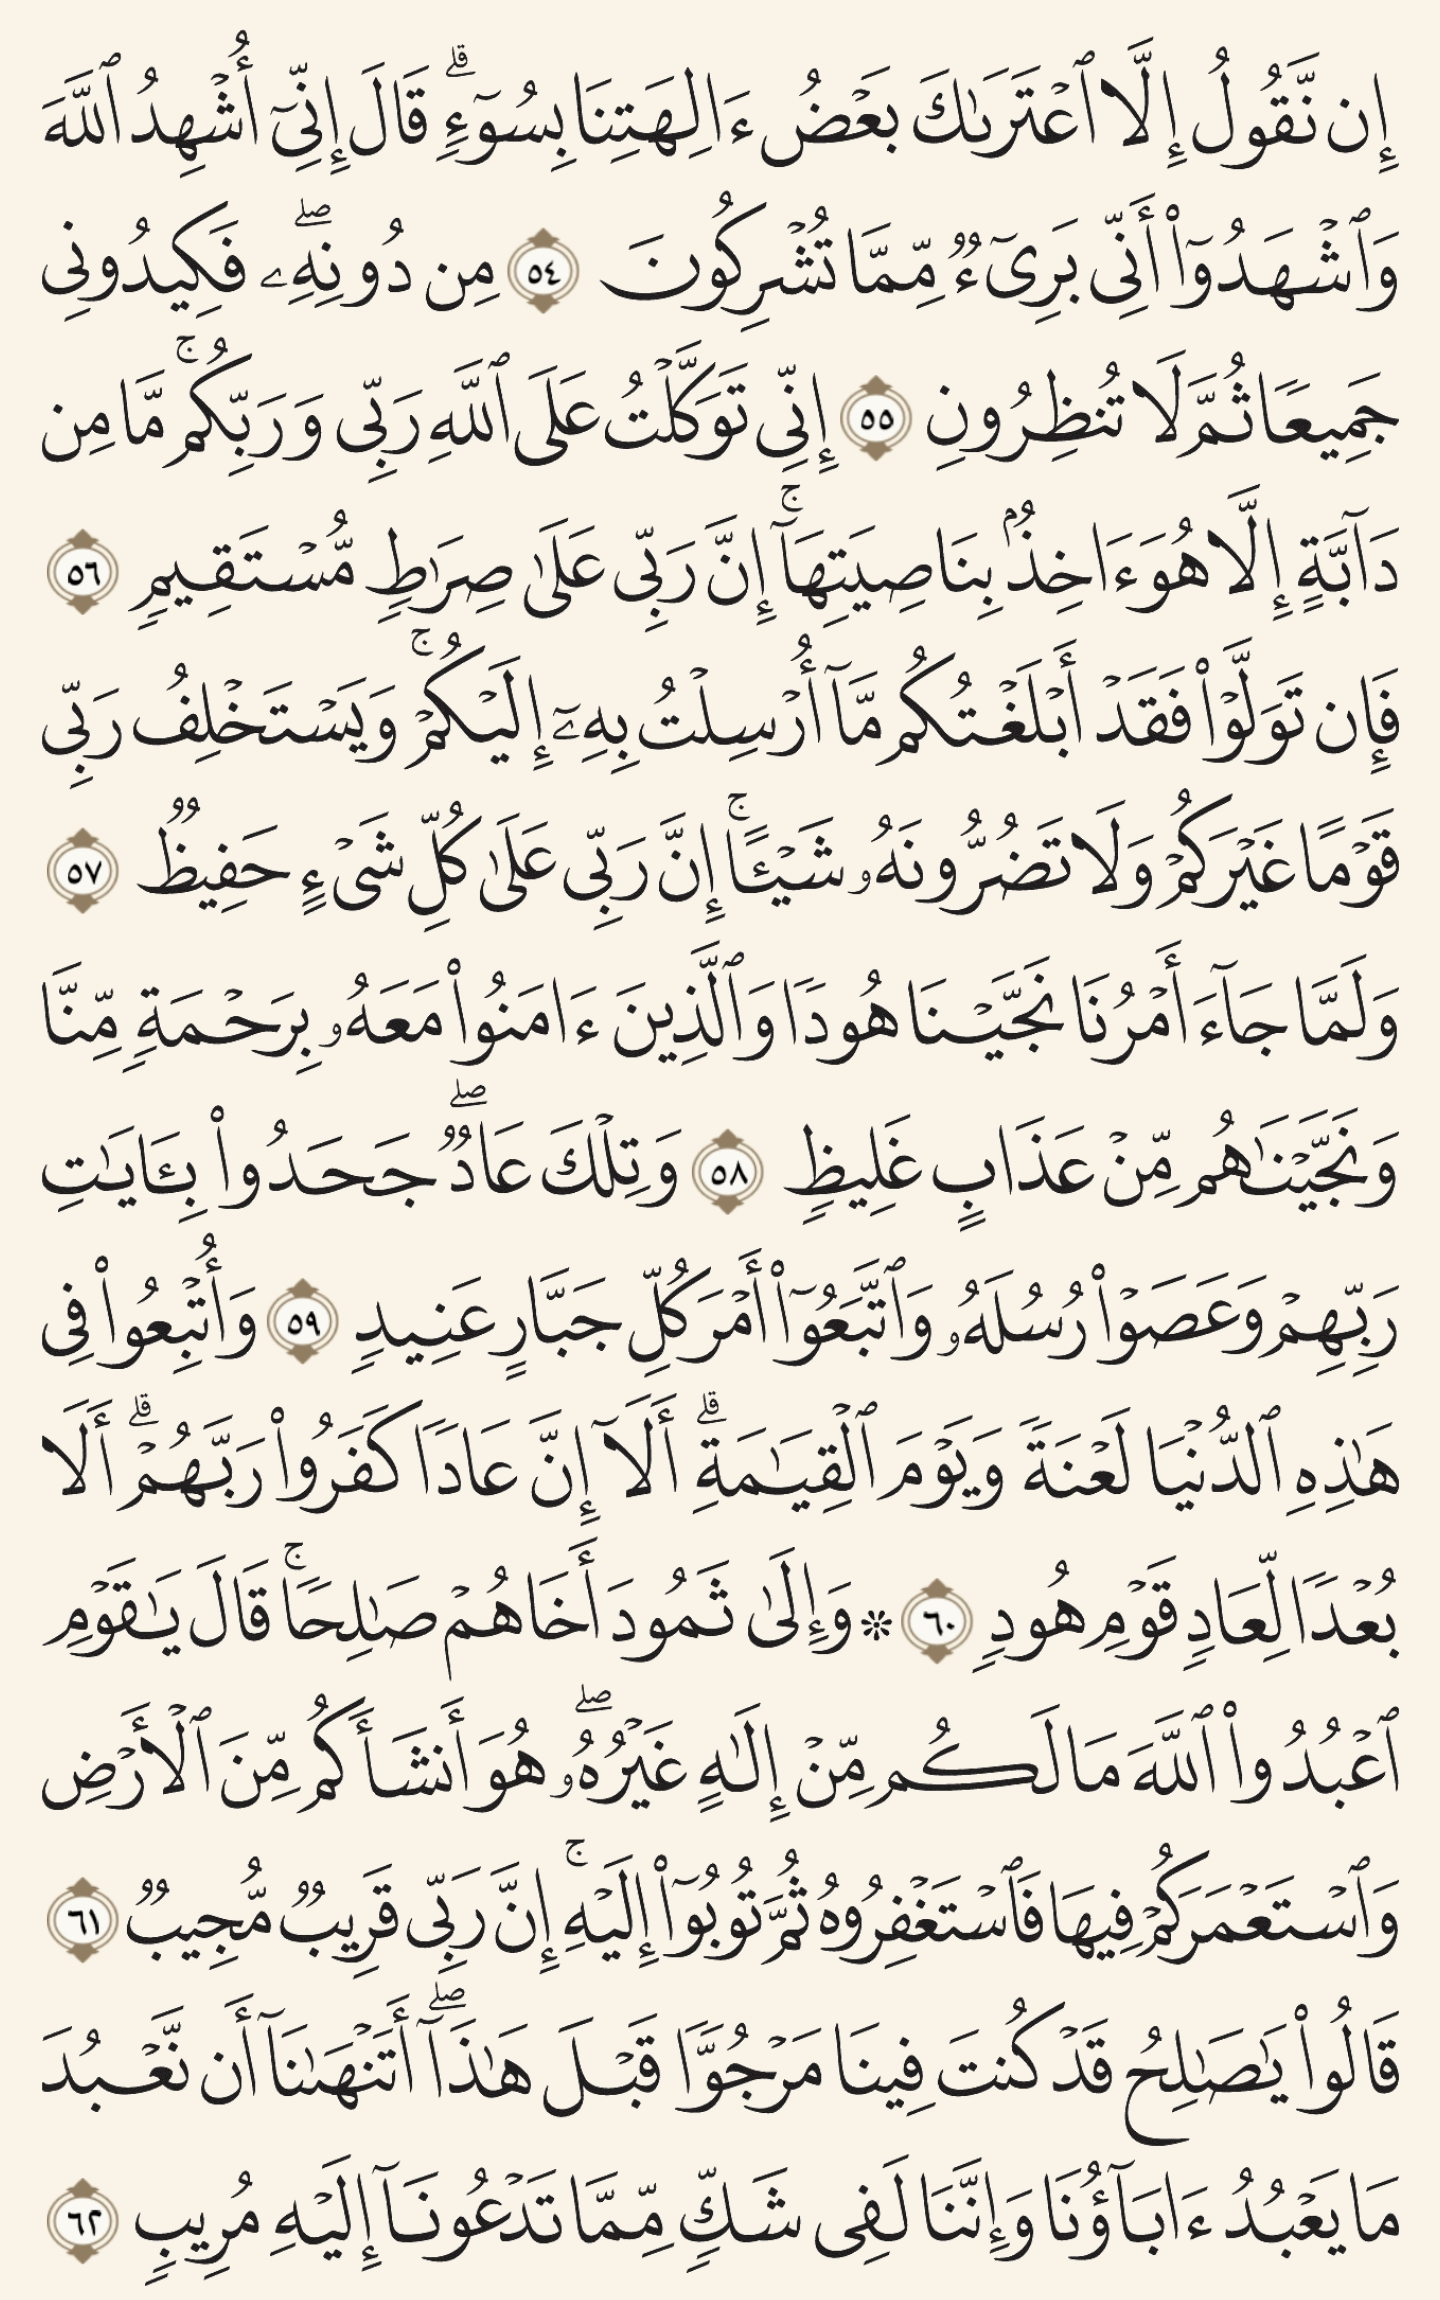 إِن نَّقُولُ إِلَّا ٱعْتَرَىٰكَ بَعْضُ ءَالِهَتِنَا بِسُوٓءٍۗ قَالَ إِنِّىٓ أُشْهِدُ ٱللَّهَ
وَٱشْهَدُوٓا۟ أَنِّى بَرِىٓءٌ مِّمَّا تُشْرِكُونَ ٥٤ مِن دُونِهِۦۖ فَكِيدُونِى
جَمِيعًا ثُمَّ لَا تُنظِرُونِ ٥٥ إِنِّى تَوَكَّلْتُ عَلَى ٱللَّهِ رَبِّى وَرَبِّكُمۚ مَّا مِن
دَآبَّةٍ إِلَّا هُوَ ءَاخِذٌۢ بِنَاصِيَتِهَآۚ إِنَّ رَبِّى عَلَىٰ صِرَٰطٍ مُّسْتَقِيمٍ ٥٦
فَإِن تَوَلَّوْا۟ فَقَدْ أَبْلَغْتُكُم مَّآ أُرْسِلْتُ بِهِۦٓ إِلَيْكُمْۚ وَيَسْتَخْلِفُ رَبِّى
قَوْمًا غَيْرَكُمْ وَلَا تَضُرُّونَهُۥ شَيْـًٔاۚ إِنَّ رَبِّى عَلَىٰ كُلِّ شَىْءٍ حَفِيظٌ ٥٧
وَلَمَّا جَآءَ أَمْرُنَا نَجَّيْنَا هُودًا وَٱلَّذِينَ ءَامَنُوا۟ مَعَهُۥ بِرَحْمَةٍ مِّنَّا
وَنَجَّيْنَٰهُم مِّنْ عَذَابٍ غَلِيظٍ ٥٨ وَتِلْكَ عَادٌۖ جَحَدُوا۟ بِـَٔايَٰتِ
رَبِّهِمْ وَعَصَوْا۟ رُسُلَهُۥ وَٱتَّبَعُوٓا۟ أَمْرَ كُلِّ جَبَّارٍ عَنِيدٍ ٥٩ وَأُتْبِعُوا۟ فِى
هَٰذِهِ ٱلدُّنْيَا لَعْنَةً وَيَوْمَ ٱلْقِيَٰمَةِۗ أَلَآ إِنَّ عَادًا كَفَرُوا۟ رَبَّهُمْۗ أَلَا
بُعْدًا لِّعَادٍ قَوْمِ هُودٍ ٦٠ ۞ وَإِلَىٰ ثَمُودَ أَخَاهُمْ صَٰلِحًاۚ قَالَ يَٰقَوْمِ
ٱعْبُدُوا۟ ٱللَّهَ مَا لَكُم مِّنْ إِلَٰهٍ غَيْرُهُۥۖ هُوَ أَنشَأَكُم مِّنَ ٱلْأَرْضِ
وَٱسْتَعْمَرَكُمْ فِيهَا فَٱسْتَغْفِرُوهُ ثُمَّ تُوبُوٓا۟ إِلَيْهِۚ إِنَّ رَبِّى قَرِيبٌ مُّجِيبٌ ٦١
قَالُوا۟ يَٰصَٰلِحُ قَدْ كُنتَ فِينَا مَرْجُوًّا قَبْلَ هَٰذَآۖ أَتَنْهَىٰنَآ أَن نَّعْبُدَ
مَا يَعْبُدُ ءَابَآؤُنَا وَإِنَّنَا لَفِى شَكٍّ مِّمَّا تَدْعُونَآ إِلَيْهِ مُرِيبٍ ٦٢